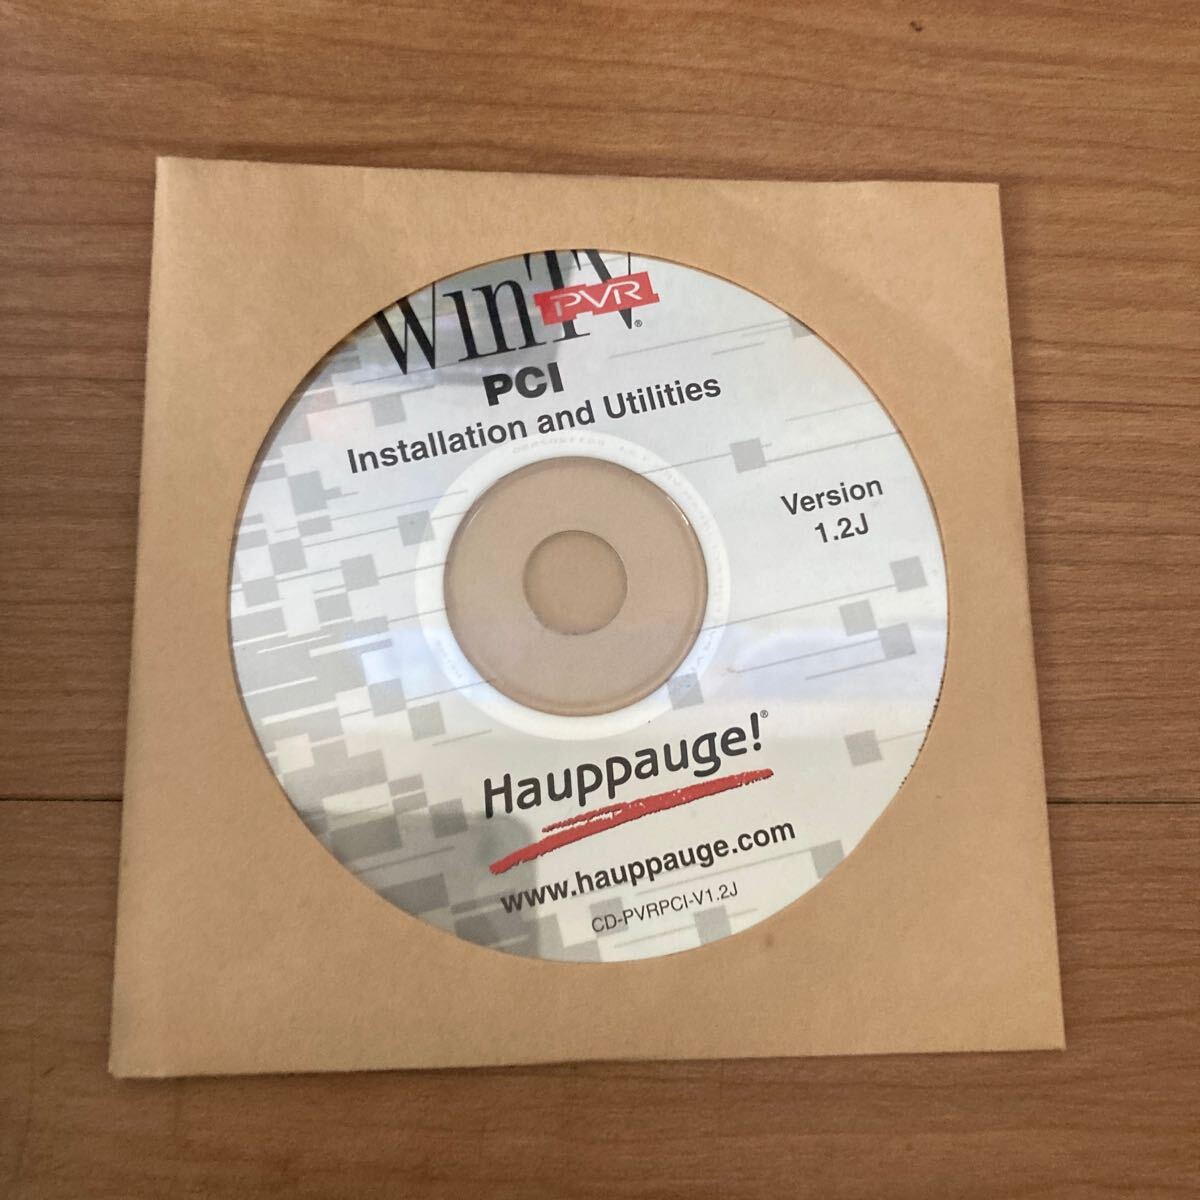 WinTV PVR®
PCI
Installation and Utilities
Version
1.2J
Hauppauge!®
www.hauppauge.com
CD-PVRPCI-V1.2J